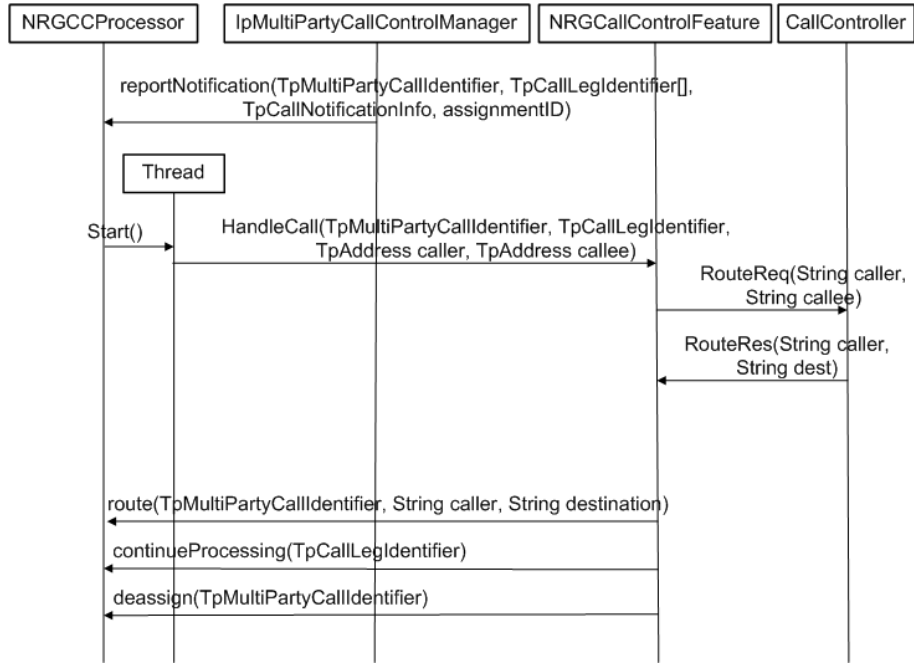 NRGCCProcessor
IpMultiPartyCallControlManager
NRGCallControlFeature
CallController
reportNotification(TpMultiPartyCallIdentifier, TpCallLegIdentifier[],
TpCallNotificationInfo, assignmentID)
Thread
Start()
HandleCall(TpMultiPartyCallIdentifier, TpCallLegIdentifier,
TpAddress caller, TpAddress callee)
RouteReq(String caller,
String callee)
RouteRes(String caller,
String dest)
route(TpMultiPartyCallIdentifier, String caller, String destination)
continueProcessing(TpCallLegIdentifier)
deassign(TpMultiPartyCallIdentifier)